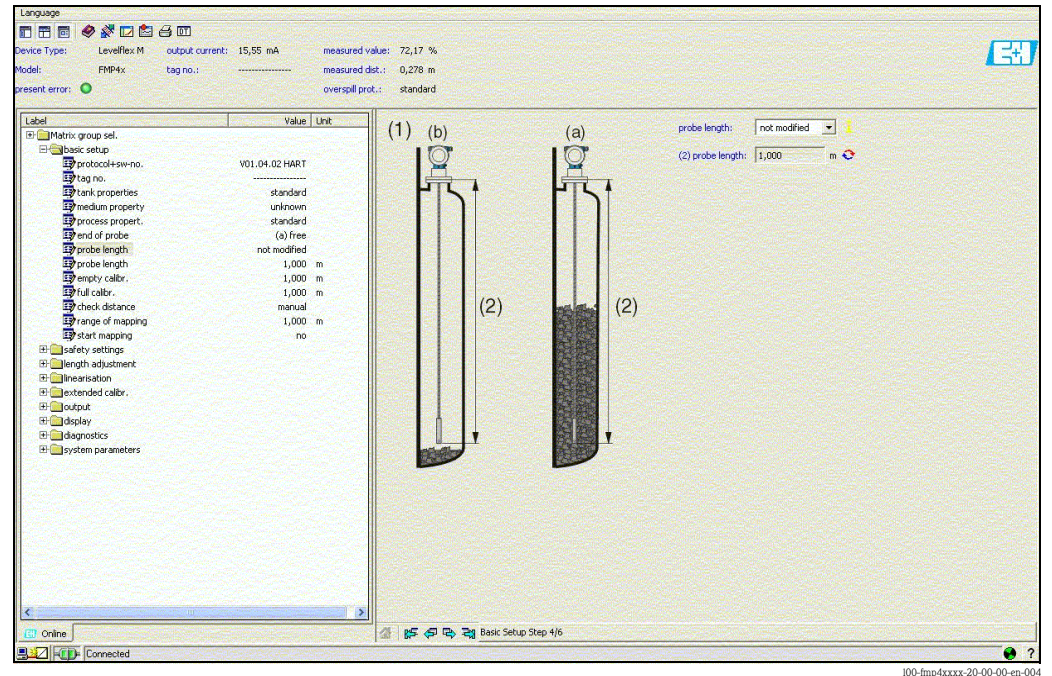 Language
Device Type: Levelflex M output current: 15,55 mA measured value: 72,17 %
Model: FMP4x tag no.: ---------------- measured dist.: 0,278 m
present error: overspill prot.: standard
E+H
Label Value Unit
Matrix group sel.
basic setup
protocol+sw-no. V01.04.02 HART
tag no. ----------------
tank properties standard
medium property unknown
process propert. standard
end of probe (a) free
probe length not modified
probe length 1,000 m
empty calibr. 1,000 m
full calibr. 1,000 m
check distance manual
range of mapping 1,000 m
start mapping no
safety settings
length adjustment
linearisation
extended calibr.
output
display
diagnostics
system parameters
Online
(1) (b) (a)
(2) (2)
probe length: not modified
(2) probe length: 1,000 m
Basic Setup Step 4/6
Connected
?
l00-fmp4xxxx-20-00-00-en-004